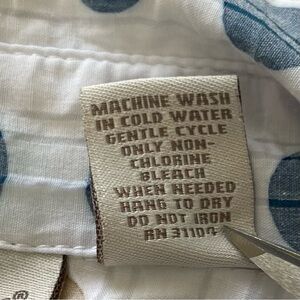 MACHINE WASH
IN COLD WATER
GENTLE CYCLE
ONLY NON-
CHLORINE
BLEACH
WHEN NEEDED
HANG TO DRY
DO NOT IRON
RN 31104
®